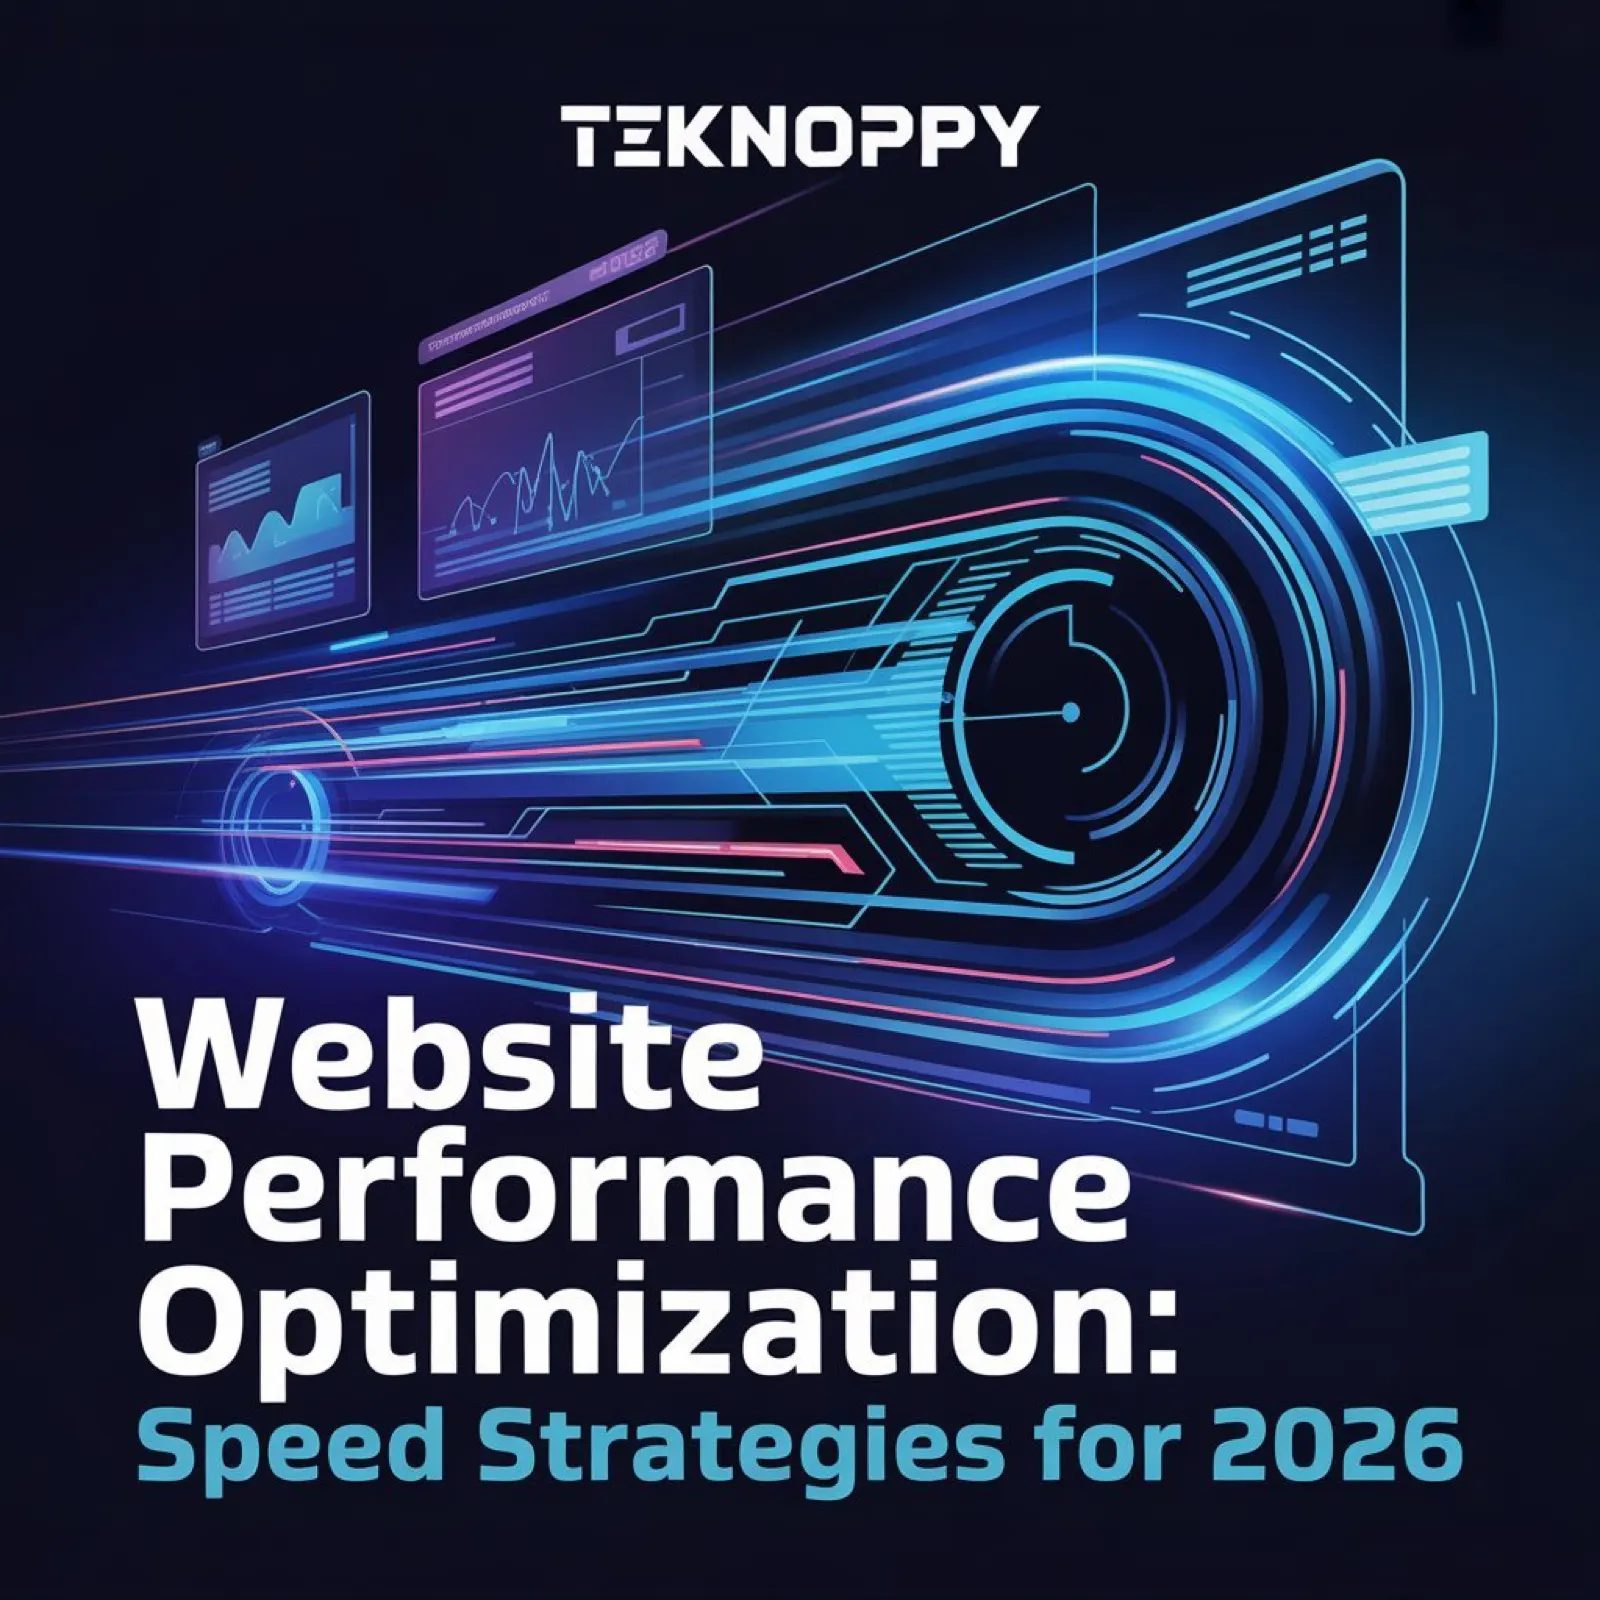 TEKNOPPY
Website
Performance
Optimization:
Speed Strategies for 2026